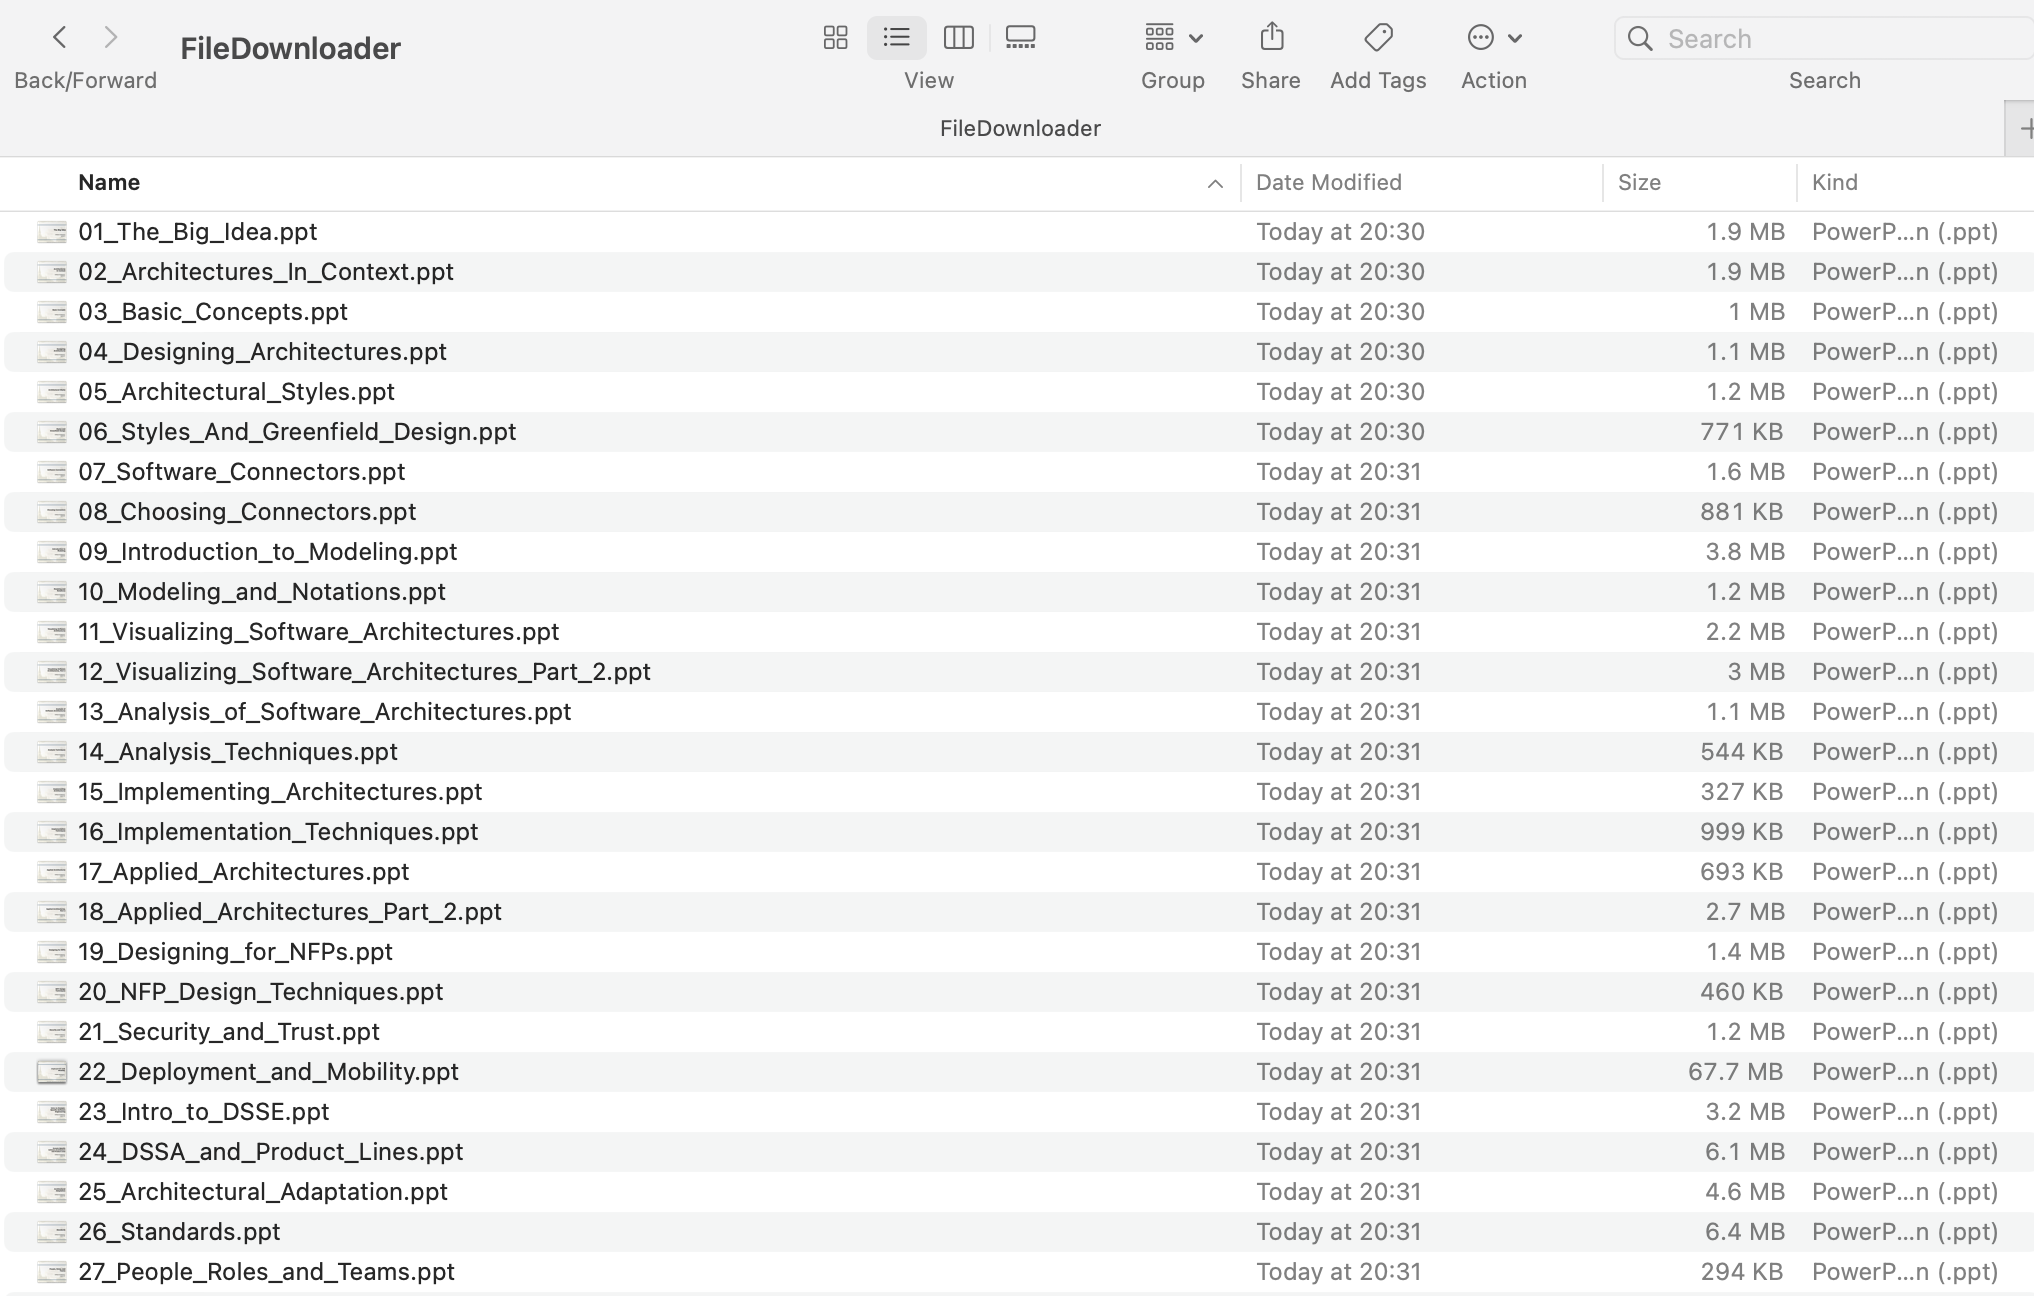 FileDownloader
Back/Forward
View
Group
Share
Add Tags
Action
Search
Search
FileDownloader
Name Date Modified Size Kind
01_The_Big_Idea.ppt Today at 20:30 1.9 MB PowerP...n (.ppt)
02_Architectures_In_Context.ppt Today at 20:30 1.9 MB PowerP...n (.ppt)
03_Basic_Concepts.ppt Today at 20:30 1 MB PowerP...n (.ppt)
04_Designing_Architectures.ppt Today at 20:30 1.1 MB PowerP...n (.ppt)
05_Architectural_Styles.ppt Today at 20:30 1.2 MB PowerP...n (.ppt)
06_Styles_And_Greenfield_Design.ppt Today at 20:30 771 KB PowerP...n (.ppt)
07_Software_Connectors.ppt Today at 20:31 1.6 MB PowerP...n (.ppt)
08_Choosing_Connectors.ppt Today at 20:31 881 KB PowerP...n (.ppt)
09_Introduction_to_Modeling.ppt Today at 20:31 3.8 MB PowerP...n (.ppt)
10_Modeling_and_Notations.ppt Today at 20:31 1.2 MB PowerP...n (.ppt)
11_Visualizing_Software_Architectures.ppt Today at 20:31 2.2 MB PowerP...n (.ppt)
12_Visualizing_Software_Architectures_Part_2.ppt Today at 20:31 3 MB PowerP...n (.ppt)
13_Analysis_of_Software_Architectures.ppt Today at 20:31 1.1 MB PowerP...n (.ppt)
14_Analysis_Techniques.ppt Today at 20:31 544 KB PowerP...n (.ppt)
15_Implementing_Architectures.ppt Today at 20:31 327 KB PowerP...n (.ppt)
16_Implementation_Techniques.ppt Today at 20:31 999 KB PowerP...n (.ppt)
17_Applied_Architectures.ppt Today at 20:31 693 KB PowerP...n (.ppt)
18_Applied_Architectures_Part_2.ppt Today at 20:31 2.7 MB PowerP...n (.ppt)
19_Designing_for_NFPs.ppt Today at 20:31 1.4 MB PowerP...n (.ppt)
20_NFP_Design_Techniques.ppt Today at 20:31 460 KB PowerP...n (.ppt)
21_Security_and_Trust.ppt Today at 20:31 1.2 MB PowerP...n (.ppt)
22_Deployment_and_Mobility.ppt Today at 20:31 67.7 MB PowerP...n (.ppt)
23_Intro_to_DSSE.ppt Today at 20:31 3.2 MB PowerP...n (.ppt)
24_DSSA_and_Product_Lines.ppt Today at 20:31 6.1 MB PowerP...n (.ppt)
25_Architectural_Adaptation.ppt Today at 20:31 4.6 MB PowerP...n (.ppt)
26_Standards.ppt Today at 20:31 6.4 MB PowerP...n (.ppt)
27_People_Roles_and_Teams.ppt Today at 20:31 294 KB PowerP...n (.ppt)